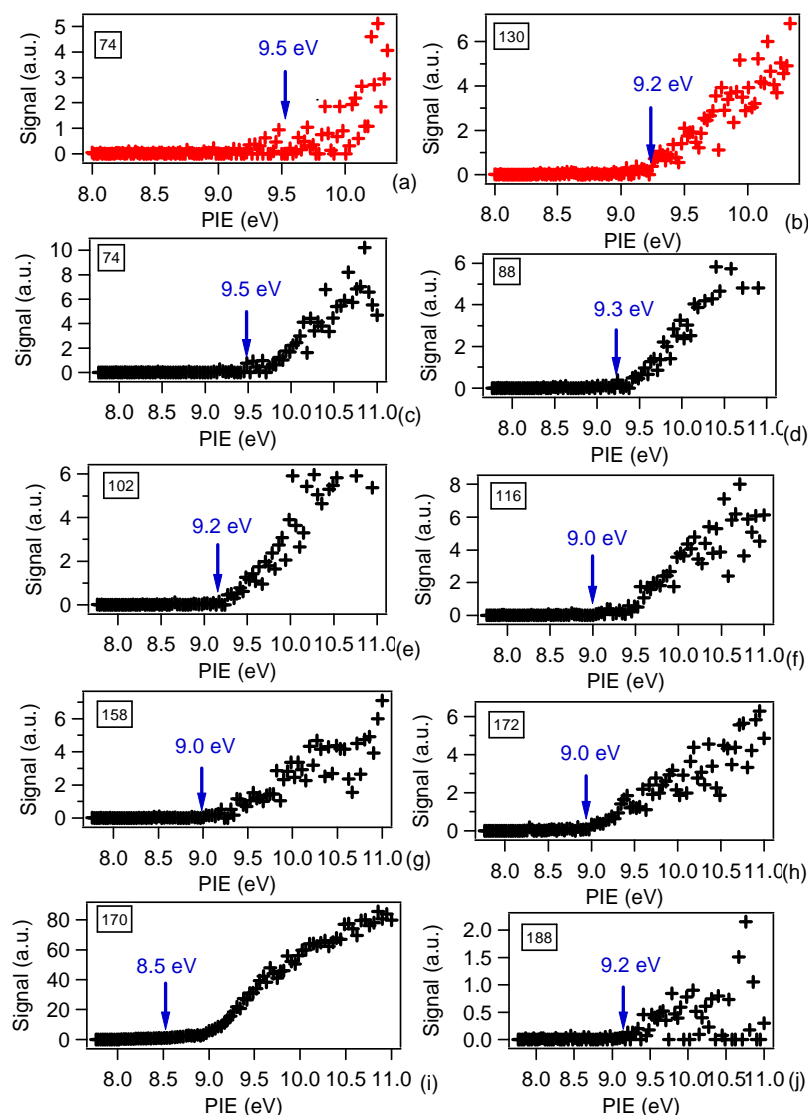 74
9.5 eV
Signal (a.u.)
5
4
3
2
1
0
8.0 8.5 9.0 9.5 10.0
PIE (eV)
(a)
130
9.2 eV
Signal (a.u.)
6
4
2
0
8.0 8.5 9.0 9.5 10.0
PIE (eV)
(b)
74
9.5 eV
Signal (a.u.)
10
8
6
4
2
0
8.0 8.5 9.0 9.5 10.0 10.5 11.0
PIE (eV)
(c)
88
9.3 eV
Signal (a.u.)
6
4
2
0
8.0 8.5 9.0 9.5 10.0 10.5 11.0
PIE (eV)
(d)
102
9.2 eV
Signal (a.u.)
6
4
2
0
8.0 8.5 9.0 9.5 10.0 10.5 11.0
PIE (eV)
(e)
116
9.0 eV
Signal (a.u.)
8
6
4
2
0
8.0 8.5 9.0 9.5 10.0 10.5 11.0
PIE (eV)
(f)
158
9.0 eV
Signal (a.u.)
6
4
2
0
8.0 8.5 9.0 9.5 10.0 10.5 11.0
PIE (eV)
(g)
172
9.0 eV
Signal (a.u.)
6
4
2
0
8.0 8.5 9.0 9.5 10.0 10.5 11.0
PIE (eV)
(h)
170
8.5 eV
Signal (a.u.)
80
60
40
20
0
8.0 8.5 9.0 9.5 10.0 10.5 11.0
PIE (eV)
(i)
188
9.2 eV
Signal (a.u.)
2.0
1.5
1.0
0.5
0.0
8.0 8.5 9.0 9.5 10.0 10.5 11.0
PIE (eV)
(j)